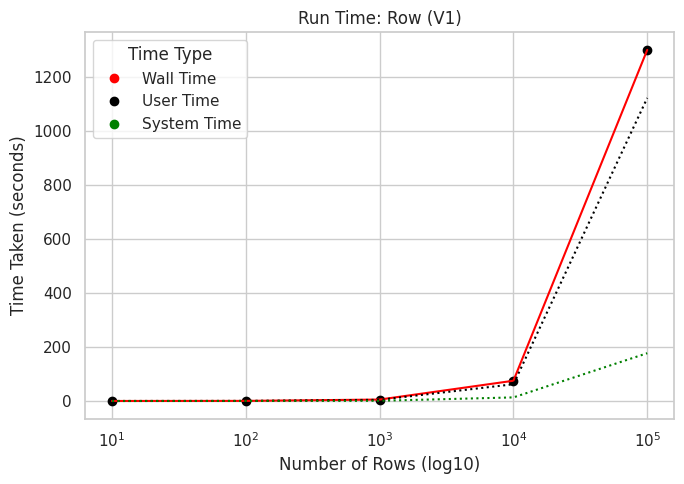 Run Time: Row (V1)
Time Type
Wall Time
User Time
System Time
Time Taken (seconds)
1200
1000
800
600
400
200
0
10¹ 10² 10³ 10⁴ 10⁵
Number of Rows (log10)